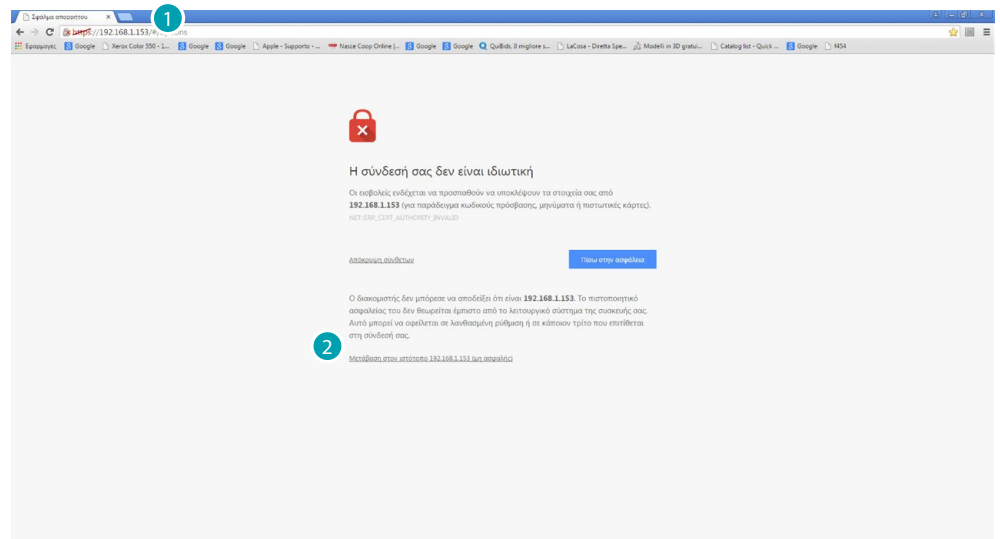 Σφάλμα απορρήτου
1
https://192.168.1.153/
Εφαρμογές Google Xerox Color 550 - 1... Google Google Apple - Supporto - ... Nasce Coop Online |... Google Google QuiBids. Il migliore s... LaCosa - Diretta Spe... Modelli in 3D gratui... Catalog list - Quick ... Google f454
Η σύνδεσή σας δεν είναι ιδιωτική
Οι εισβολείς ενδέχεται να προσπαθούν να υποκλέψουν τα στοιχεία σας από
192.168.1.153 (για παράδειγμα κωδικούς πρόσβασης, μηνύματα ή πιστωτικές κάρτες).
NET::ERR_CERT_AUTHORITY_INVALID
Απόκρυψη σύνθετων
Πίσω στην ασφάλεια
Ο διακομιστής δεν μπόρεσε να αποδείξει ότι είναι 192.168.1.153. Το πιστοποιητικό
ασφαλείας του δεν θεωρείται έμπιστο από το λειτουργικό σύστημα της συσκευής σας.
Αυτό μπορεί να οφείλεται σε λανθασμένη ρύθμιση ή σε κάποιον τρίτο που επιτίθεται
στη σύνδεσή σας.
2
Μετάβαση στον ιστότοπο 192.168.1.153 (μη ασφαλής)